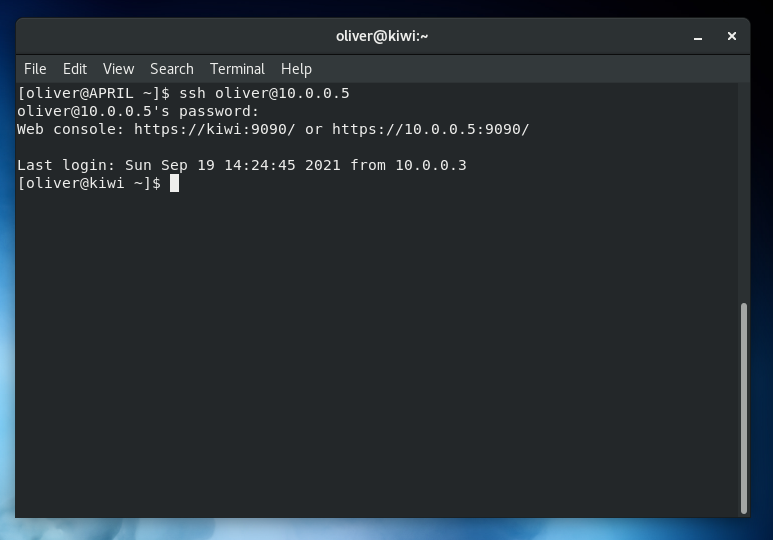 oliver@kiwi:~
File Edit View Search Terminal Help
[oliver@APRIL ~]$ ssh oliver@10.0.0.5
oliver@10.0.0.5's password:
Web console: https://kiwi:9090/ or https://10.0.0.5:9090/
Last login: Sun Sep 19 14:24:45 2021 from 10.0.0.3
[oliver@kiwi ~]$